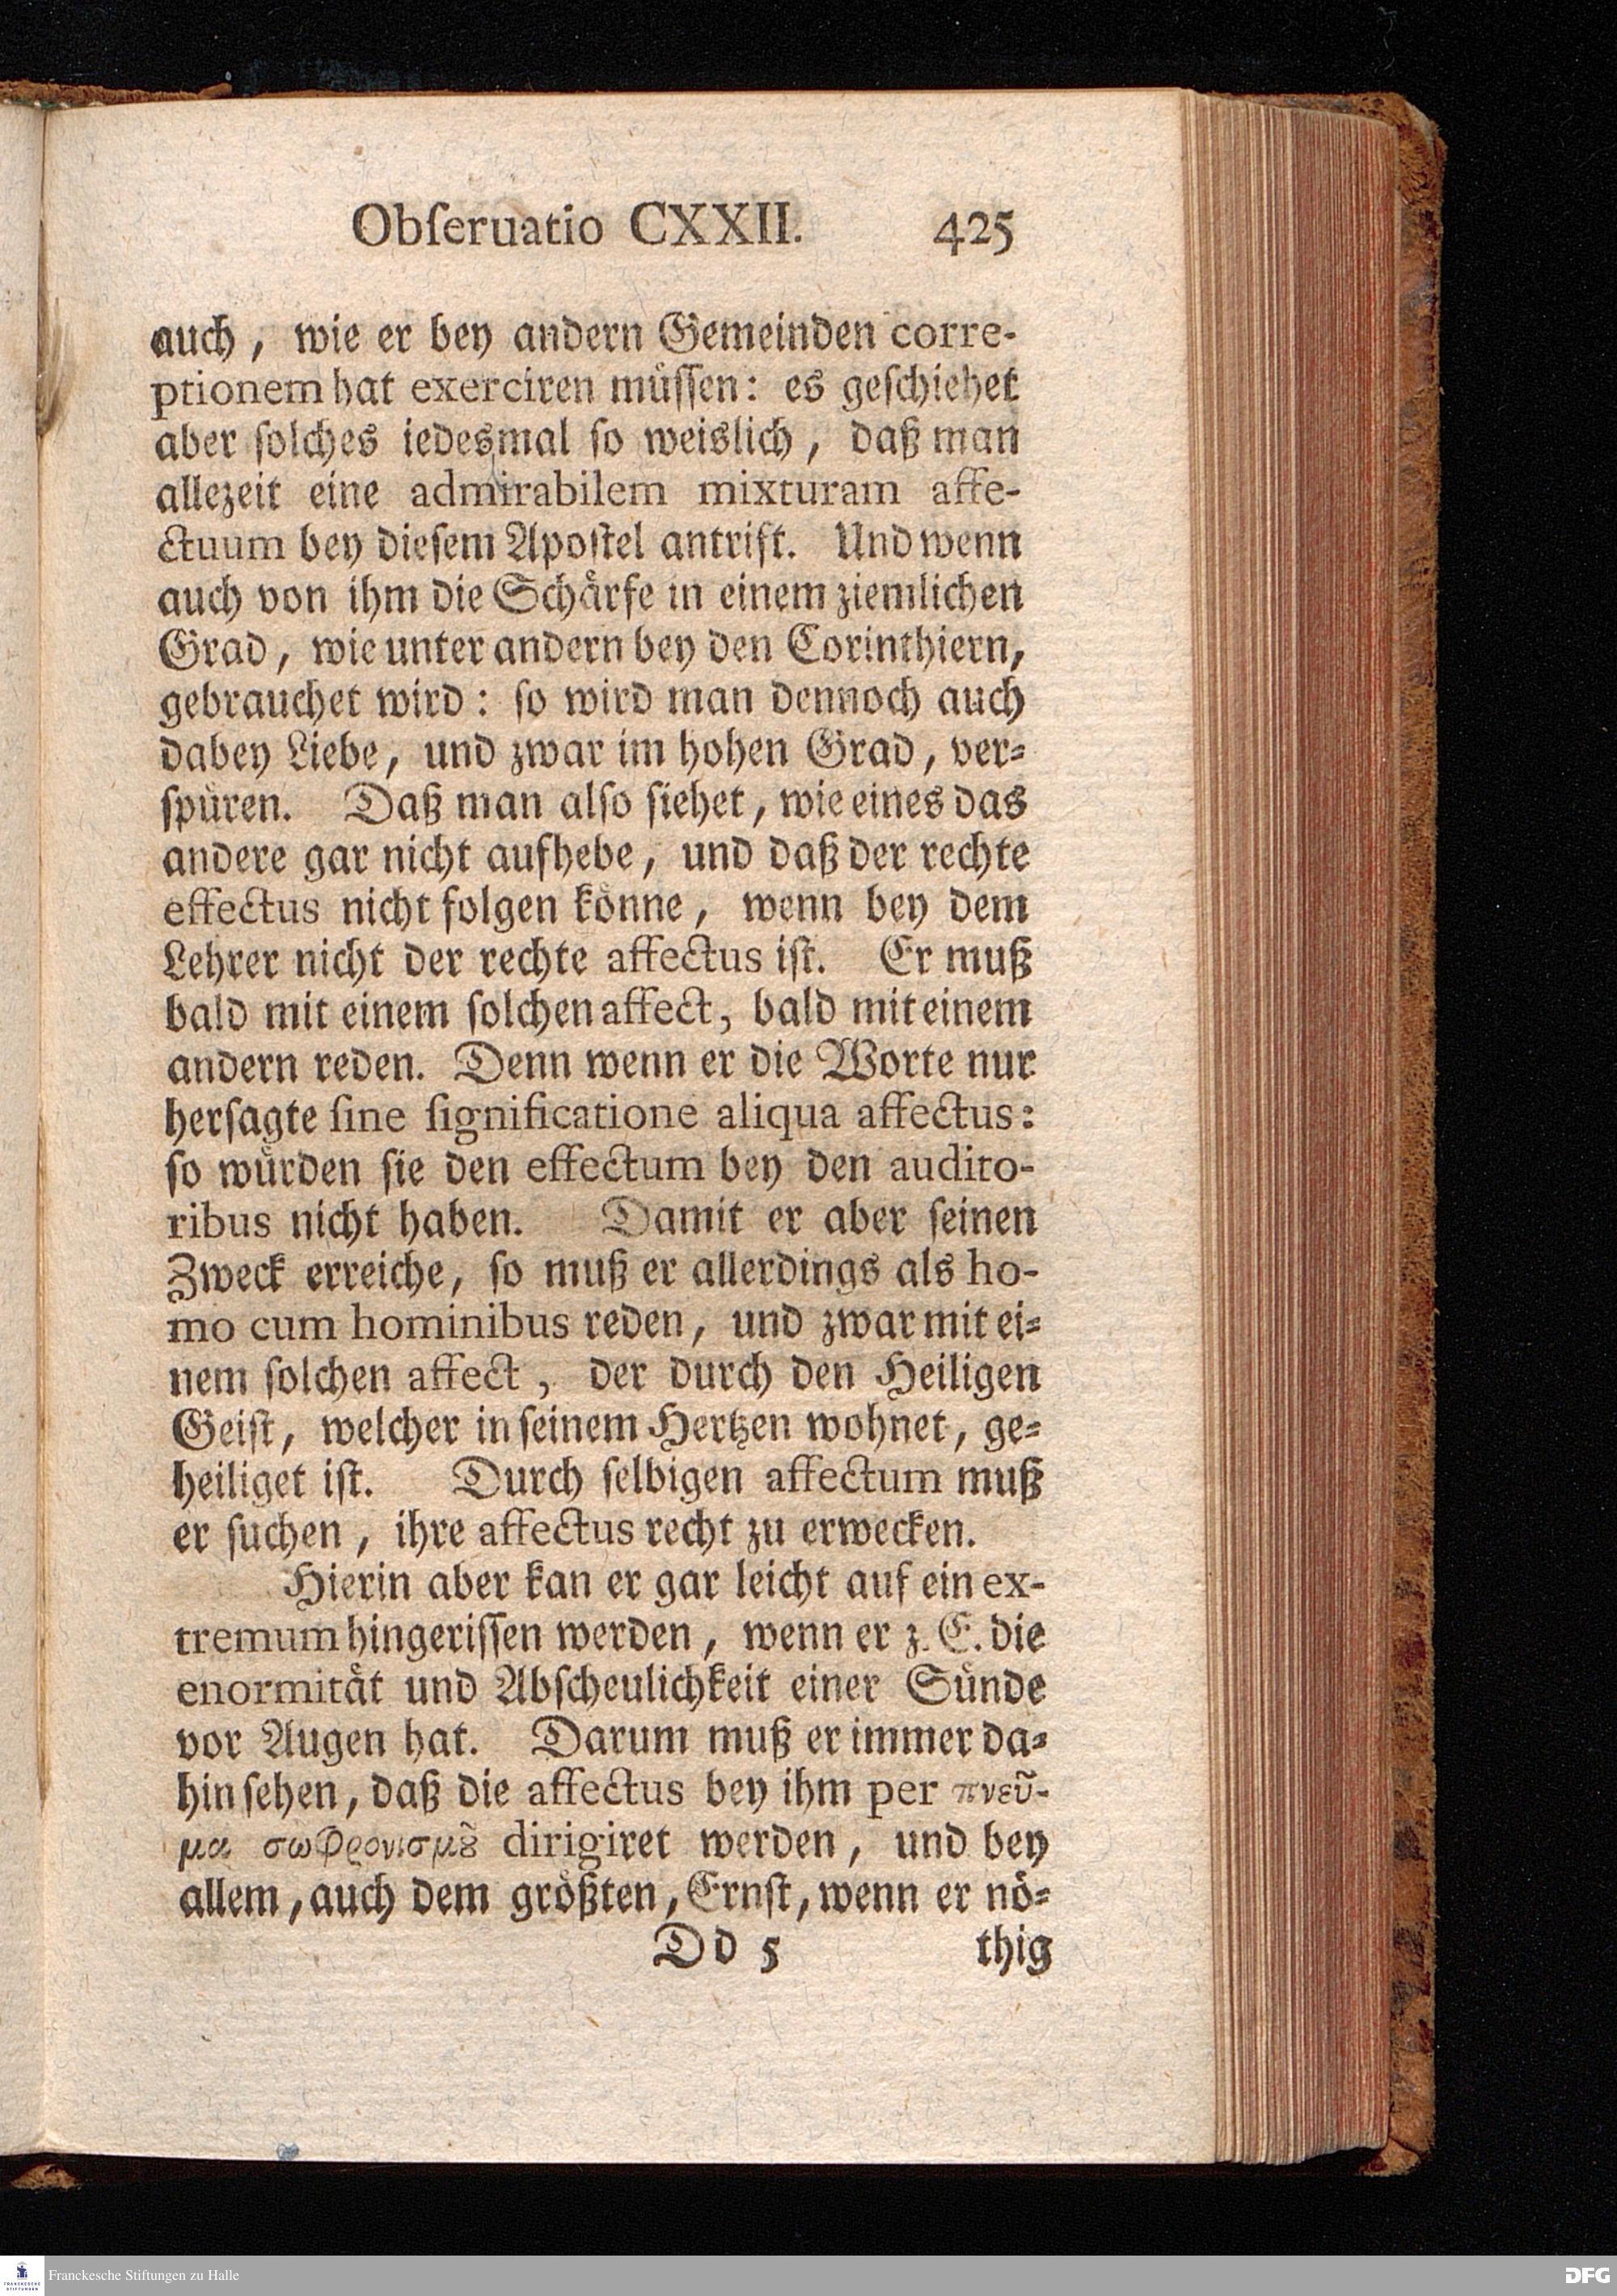 Obſeruatio CXXII. 425
auch, wie er bey andern Gemeinden corre-
ptionem hat exerciren müſſen: es geſchiehet
aber ſolches iedesmal ſo weislich, daß man
allezeit eine admirabilem mixturam affe-
ctuum bey dieſem Apoſtel antrift. Und wenn
auch von ihm die Schärfe in einem ziemlichen
Grad, wie unter andern bey den Corinthiern,
gebrauchet wird: ſo wird man dennoch auch
dabey Liebe, und zwar im hohen Grad, ver-
ſpüren. Daß man alſo ſiehet, wie eines das
andere gar nicht aufhebe, und daß der rechte
effectus nicht folgen könne, wenn bey dem
Lehrer nicht der rechte affectus iſt. Er muß
bald mit einem ſolchen affect, bald mit einem
andern reden. Denn wenn er die Worte nur
herſagte ſine ſignificatione aliqua affectus:
ſo würden ſie den effectum bey den audito-
ribus nicht haben. Damit er aber ſeinen
Zweck erreiche, ſo muß er allerdings als ho-
mo cum hominibus reden, und zwar mit ei-
nem ſolchen affect, der durch den Heiligen
Geiſt, welcher in ſeinem Hertzen wohnet, ge-
heiliget iſt. Durch ſelbigen affectum muß
er ſuchen, ihre affectus recht zu erwecken.
Hierin aber kan er gar leicht auf ein ex-
tremum hingeriſſen werden, wenn er z. E. die
enormität und Abſcheulichkeit einer Sünde
vor Augen hat. Darum muß er immer da-
hin ſehen, daß die affectus bey ihm per πνεῦ-
μα σωφρονισμȣ͂ dirigiret werden, und bey
allem, auch dem größten, Ernſt, wenn er nö-
Dd 5 thig
FRANCKESCHE STIFTUNGEN
Franckesche Stiftungen zu Halle
DFG